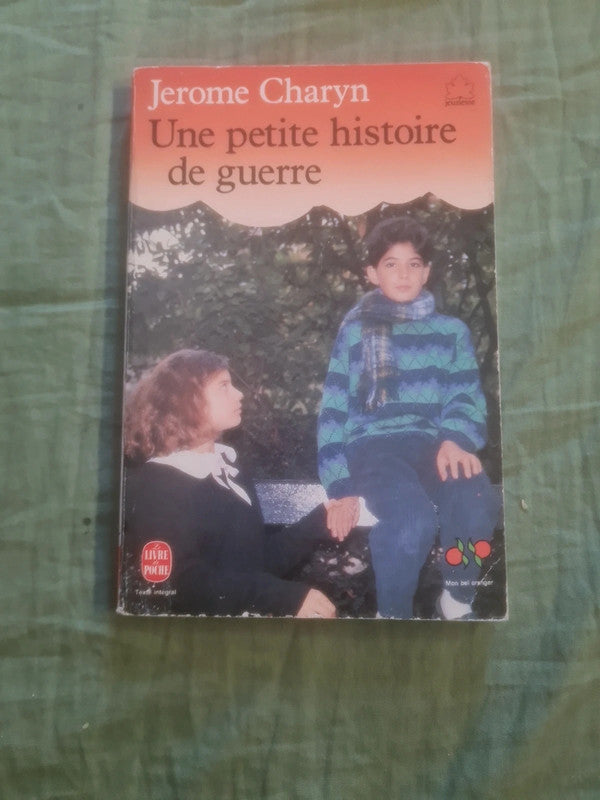 Jerome Charyn
jeunesse
Une petite histoire
de guerre
Le
LIVRE
de
POCHE
Texte intégral
Mon bel oranger